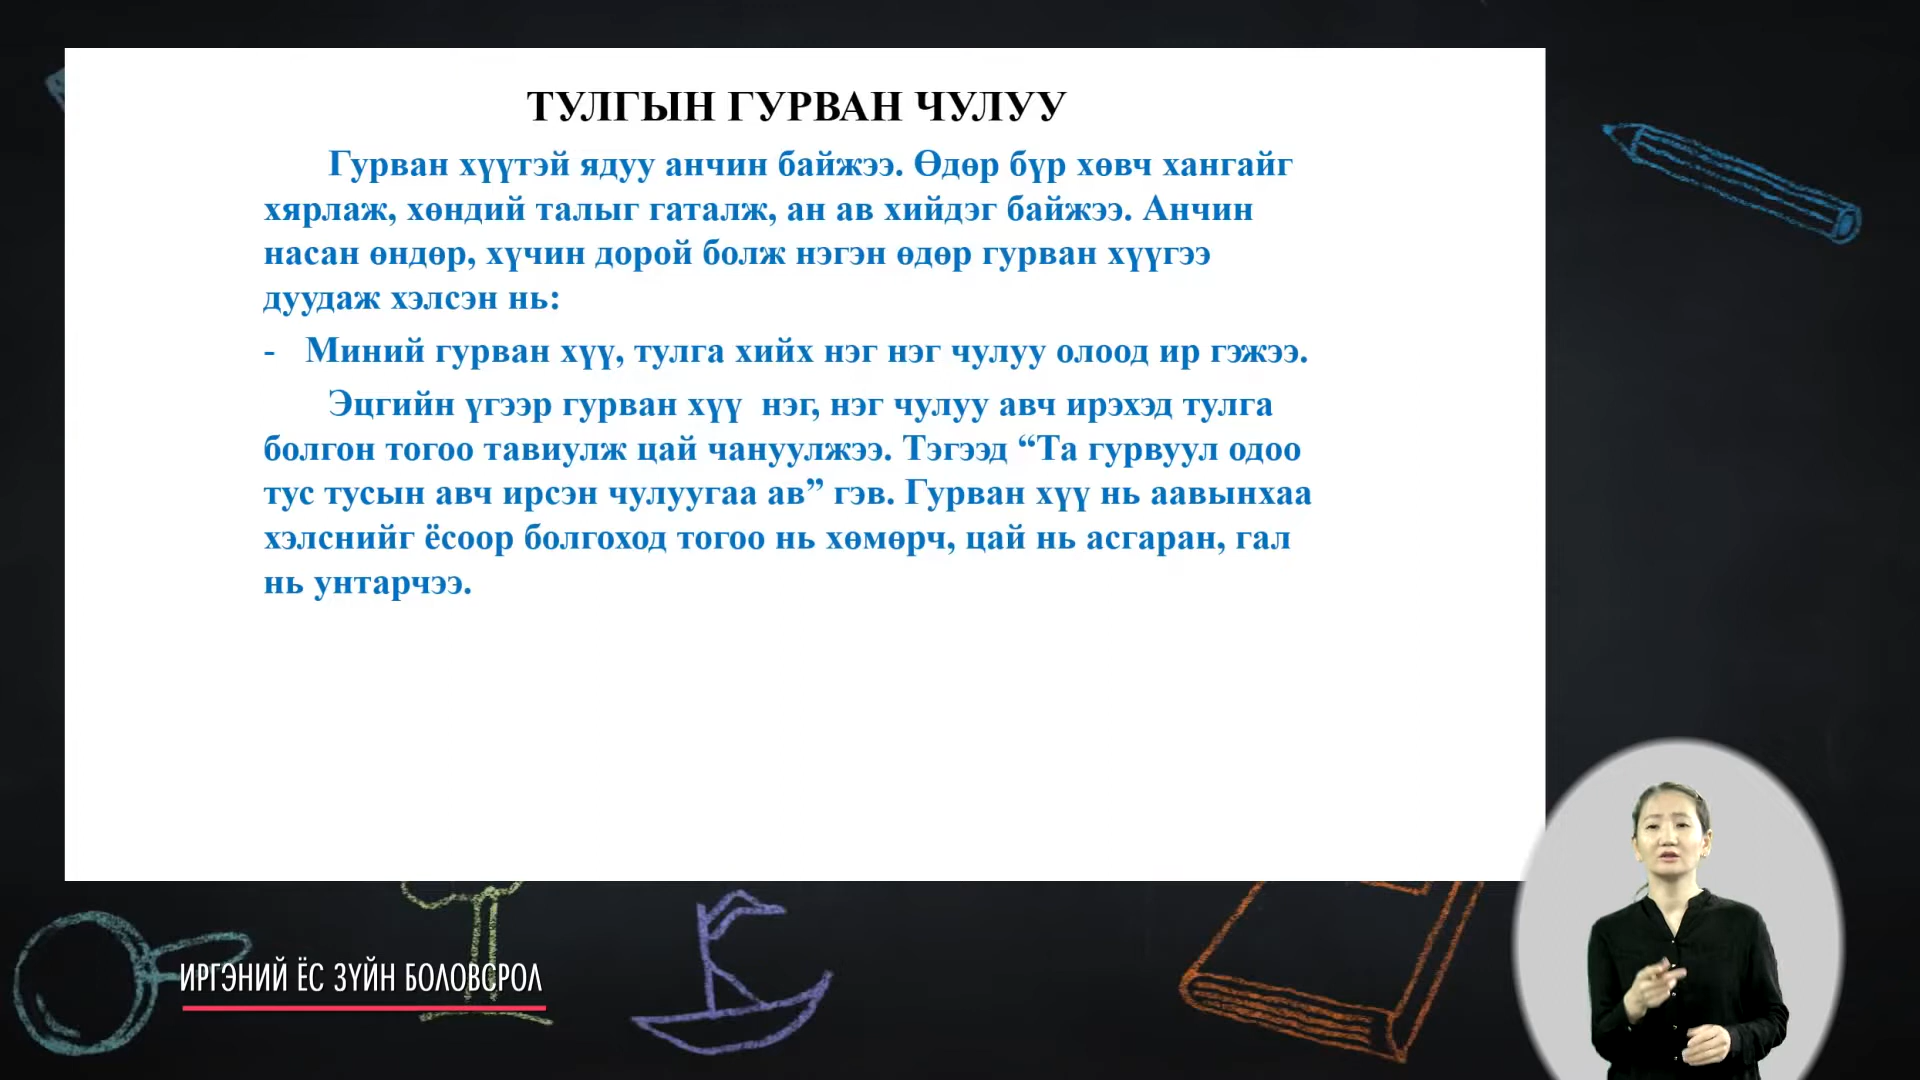 ТУЛГЫН ГУРВАН ЧУЛУУ
Гурван хүүтэй ядуу анчин байжээ. Өдөр бүр хөвч хангайг
хярлаж, хөндий талыг гаталж, ан ав хийдэг байжээ. Анчин
насан өндөр, хүчин дорой болж нэгэн өдөр гурван хүүгээ
дуудаж хэлсэн нь:
- Миний гурван хүү, тулга хийх нэг нэг чулуу олоод ир гэжээ.
Эцгийн үгээр гурван хүү нэг, нэг чулуу авч ирэхэд тулга
болгон тогоо тавиулж цай чануулжээ. Тэгээд “Та гурвуул одоо
тус тусын авч ирсэн чулуугаа ав” гэв. Гурван хүү нь аавынхаа
хэлснийг ёсоор болгоход тогоо нь хөмөрч, цай нь асгаран, гал
нь унтарчээ.
ИРГЭНИЙ ЁС ЗҮЙН БОЛОВСРОЛ